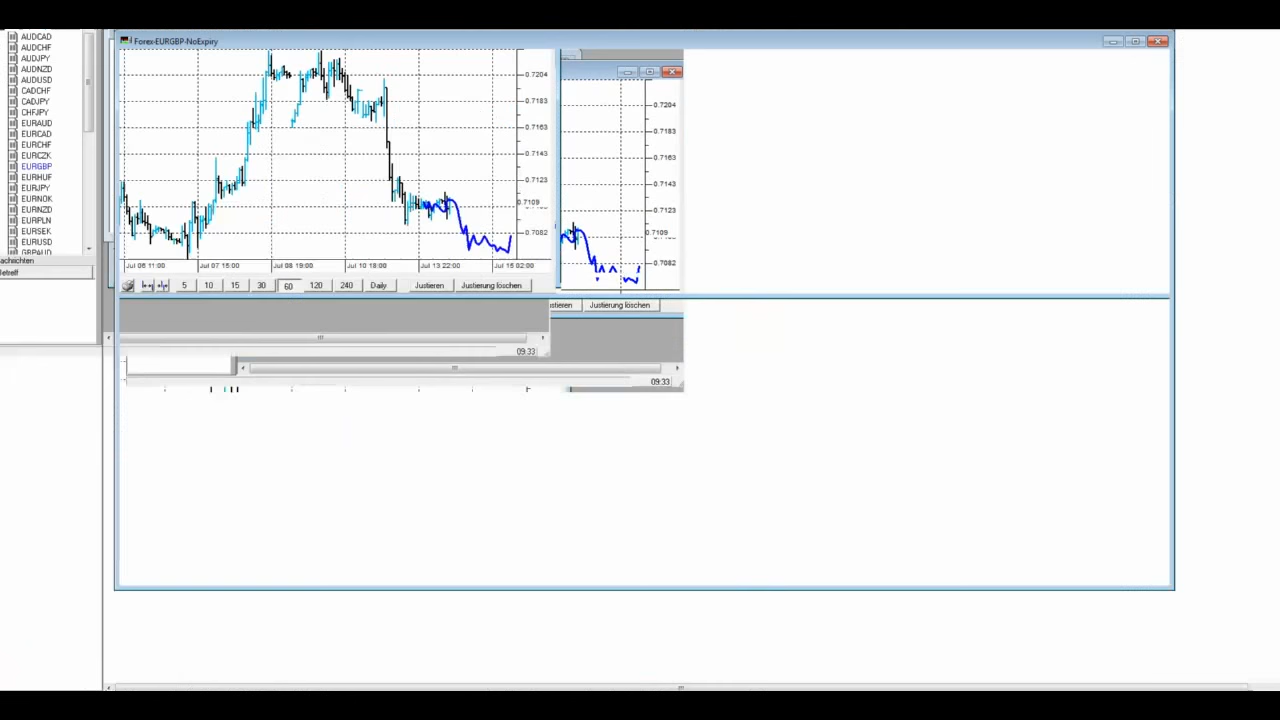 AUDCAD
AUDCHF
AUDJPY
AUDNZD
AUDUSD
CADCHF
CADJPY
CHFJPY
EURAUD
EURCAD
EURCHF
EURCZK
EURGBP
EURHUF
EURJPY
EURNOK
EURNZD
EURPLN
EURSEK
EURUSD
GBPAUD
achrichten
Betreff
Forex-EURGBP-NoExpiry
0.7204
0.7183
0.7163
0.7143
0.7123
0.7109
0.7082
Jul 06 11:00 Jul 07 15:00 Jul 08 19:00 Jul 10 18:00 Jul 13 22:00 Jul 15 02:00
5 10 15 30 60 120 240 Daily Justieren Justierung löschen
0.7204
0.7183
0.7163
0.7143
0.7123
0.7109
0.7082
stieren Justierung löschen
09:33
09:33